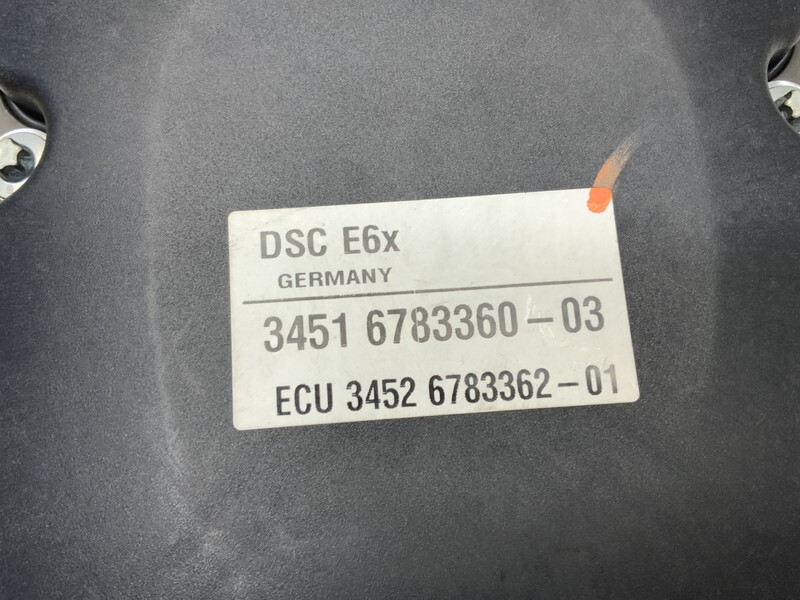 DSC E6x
GERMANY
3451 6783360-03
ECU 3452 6783362-01